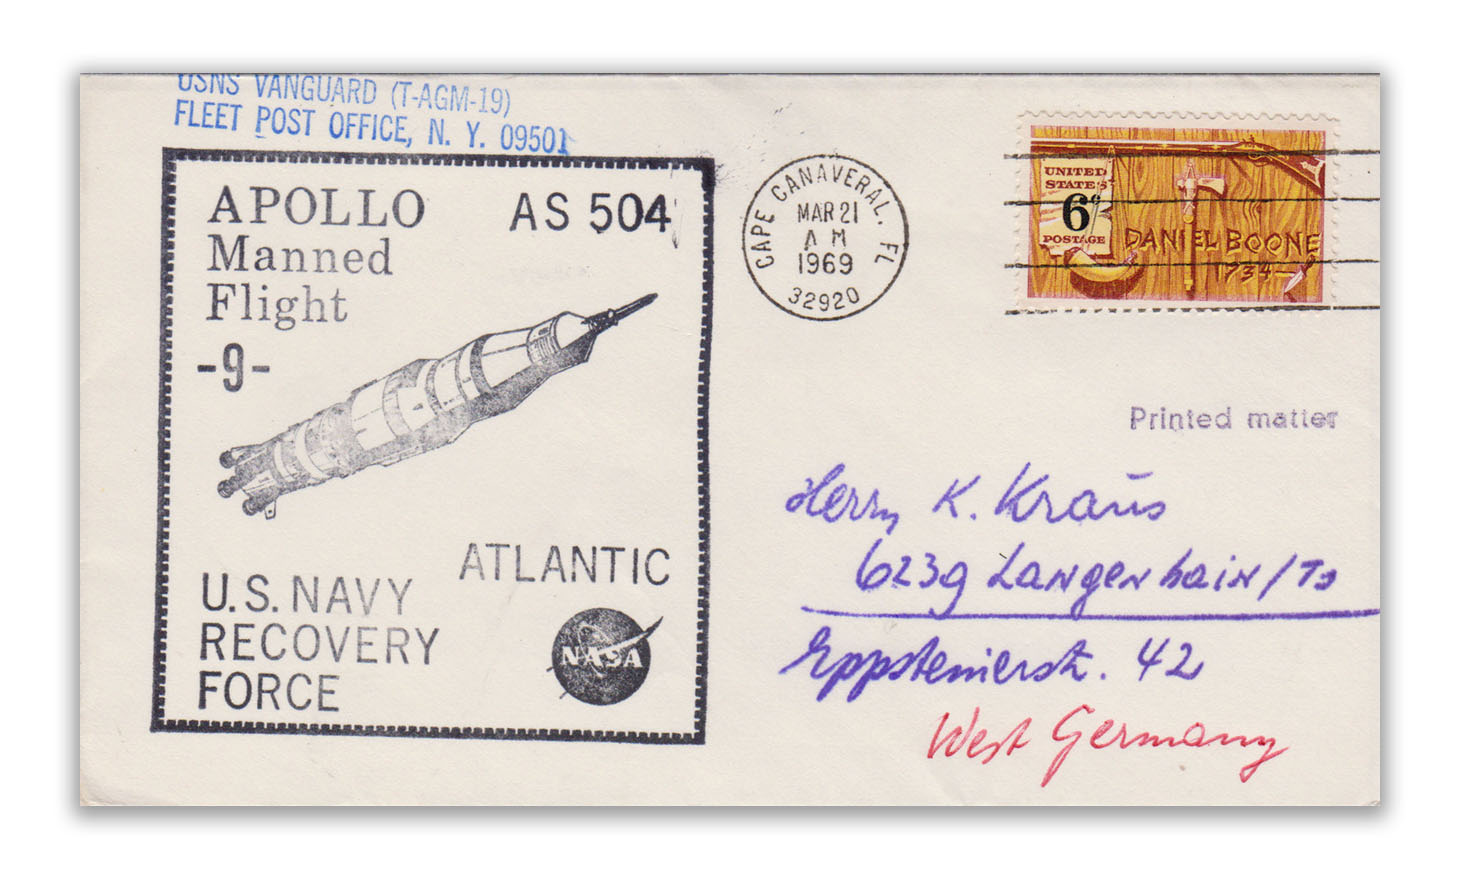 USNS VANGUARD (T-AGM-19)
FLEET POST OFFICE, N. Y. 09501
APOLLO AS 504
Manned
Flight
-9-
ATLANTIC
U.S. NAVY
RECOVERY
FORCE
NASA
CAPE CANAVERAL, FL
MAR 21
AM
1969
32920
UNITED
STATES
6¢
POSTAGE
DANIEL BOONE
1734-
Printed matter
Herrn K. Kraus
6239 Langenhain/Ts
Eppsteinerstr. 42
West Germany